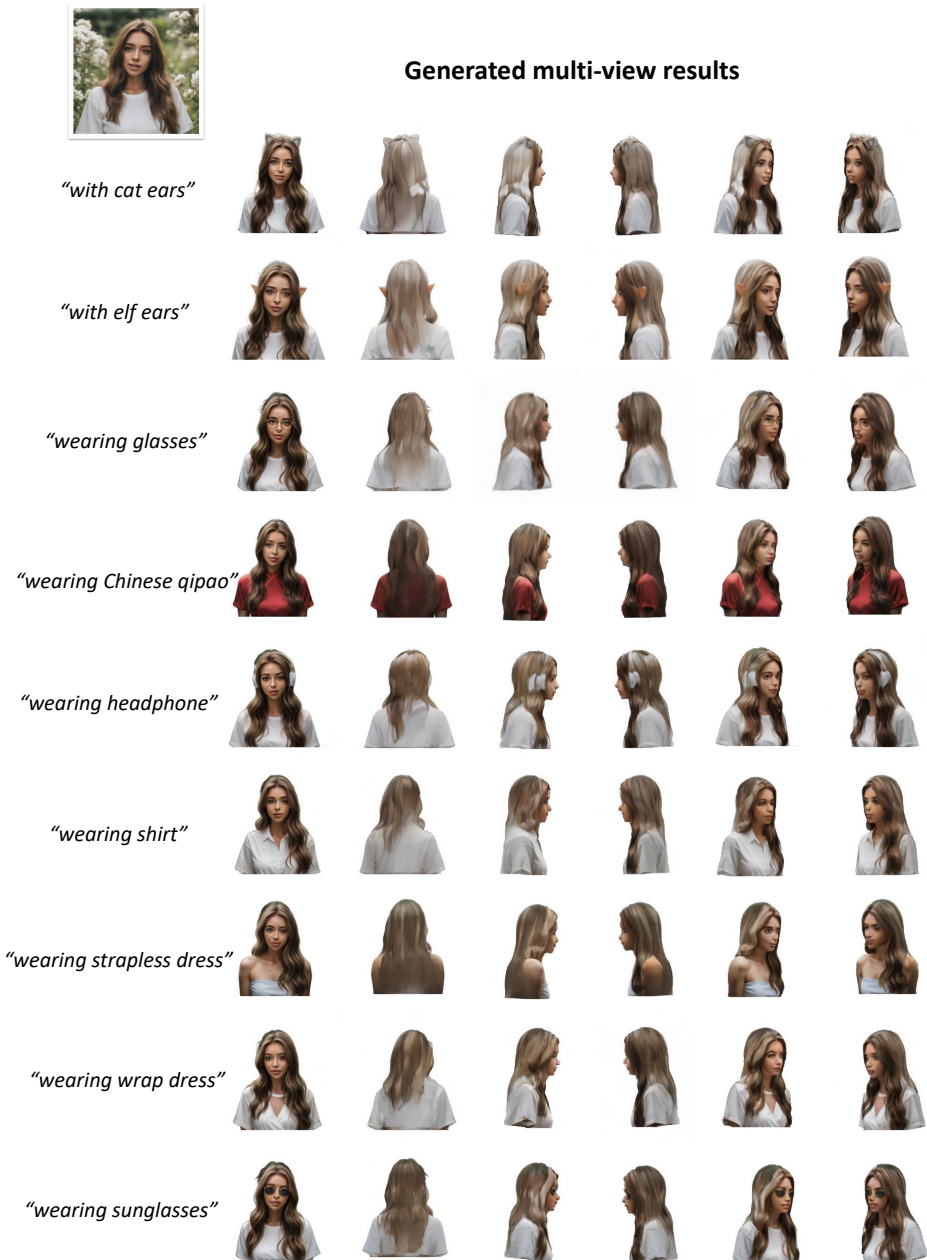 Generated multi-view results
“with cat ears”
“with elf ears”
“wearing glasses”
“wearing Chinese qipao”
“wearing headphone”
“wearing shirt”
“wearing strapless dress”
“wearing wrap dress”
“wearing sunglasses”